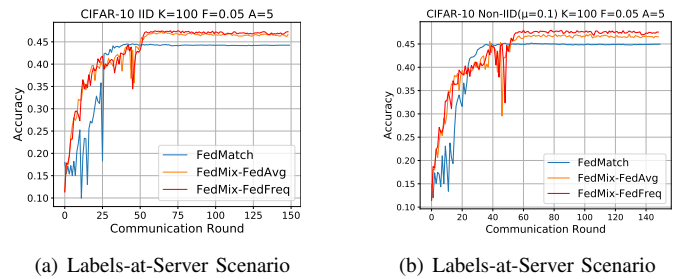 CIFAR-10 IID K=100 F=0.05 A=5
Accuracy
0.45
0.40
0.35
0.30
0.25
0.20
0.15
0.10
FedMatch
FedMix-FedAvg
FedMix-FedFreq
0 25 50 75 100 125 150
Communication Round
(a) Labels-at-Server Scenario
CIFAR-10 Non-IID(μ=0.1) K=100 F=0.05 A=5
Accuracy
0.45
0.40
0.35
0.30
0.25
0.20
0.15
0.10
FedMatch
FedMix-FedAvg
FedMix-FedFreq
0 20 40 60 80 100 120 140
Communication Round
(b) Labels-at-Server Scenario